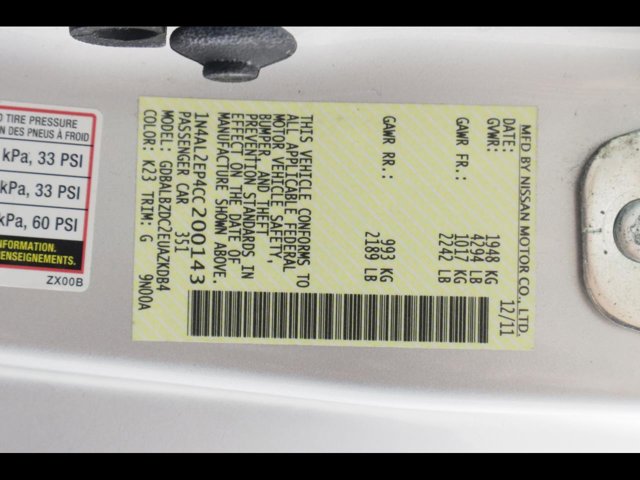 D TIRE PRESSURE
ON DES PNEUS À FROID
kPa, 33 PSI
kPa, 33 PSI
kPa, 60 PSI
INFORMATION.
RENSEIGNEMENTS.
ZX00B
MFD BY NISSAN MOTOR CO., LTD.
DATE: 12/11
GVWR: 1948 KG
4294 LB
GAWR FR.: 1017 KG
2242 LB
GAWR RR.: 993 KG
2189 LB
THIS VEHICLE CONFORMS TO
ALL APPLICABLE FEDERAL
MOTOR VEHICLE SAFETY,
BUMPER, AND THEFT
PREVENTION STANDARDS IN
EFFECT ON THE DATE OF
MANUFACTURE SHOWN ABOVE.
1N4AL2EP4CC200143
PASSENGER CAR 351
MODEL: GDBALBZDC2EUAZKDB4
COLOR: K23 TRIM: G 9N00A